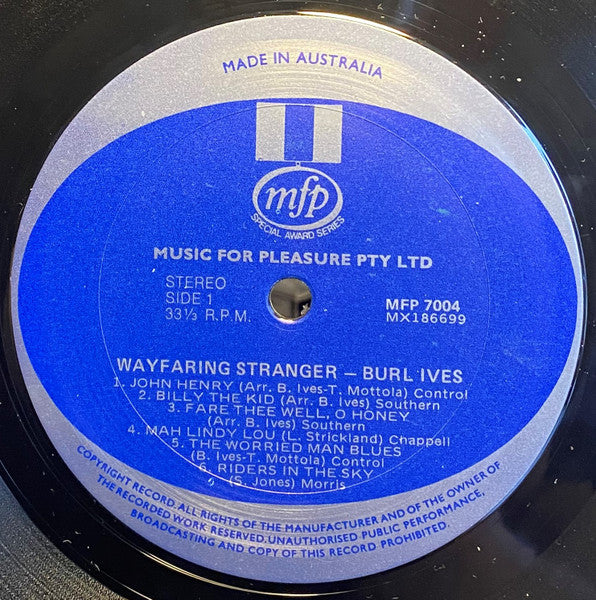 MADE IN AUSTRALIA
mfp
SPECIAL AWARD SERIES
MUSIC FOR PLEASURE PTY LTD
STEREO
SIDE 1
33⅓ R.P.M.
MFP 7004
MX186699
WAYFARING STRANGER – BURL IVES
1. JOHN HENRY (Arr. B. Ives-T. Mottola) Control
2. BILLY THE KID (Arr. B. Ives) Southern
3. FARE THEE WELL, O HONEY
(Arr. B. Ives) Southern
4. MAH LINDY LOU (L. Strickland) Chappell
5. THE WORRIED MAN BLUES
(B. Ives-T. Mottola) Control
6. RIDERS IN THE SKY
(S. Jones) Morris
COPYRIGHT RECORD. ALL RIGHTS OF THE MANUFACTURER AND OF THE OWNER OF
THE RECORDED WORK RESERVED. UNAUTHORISED PUBLIC PERFORMANCE,
BROADCASTING AND COPY OF THIS RECORD PROHIBITED.